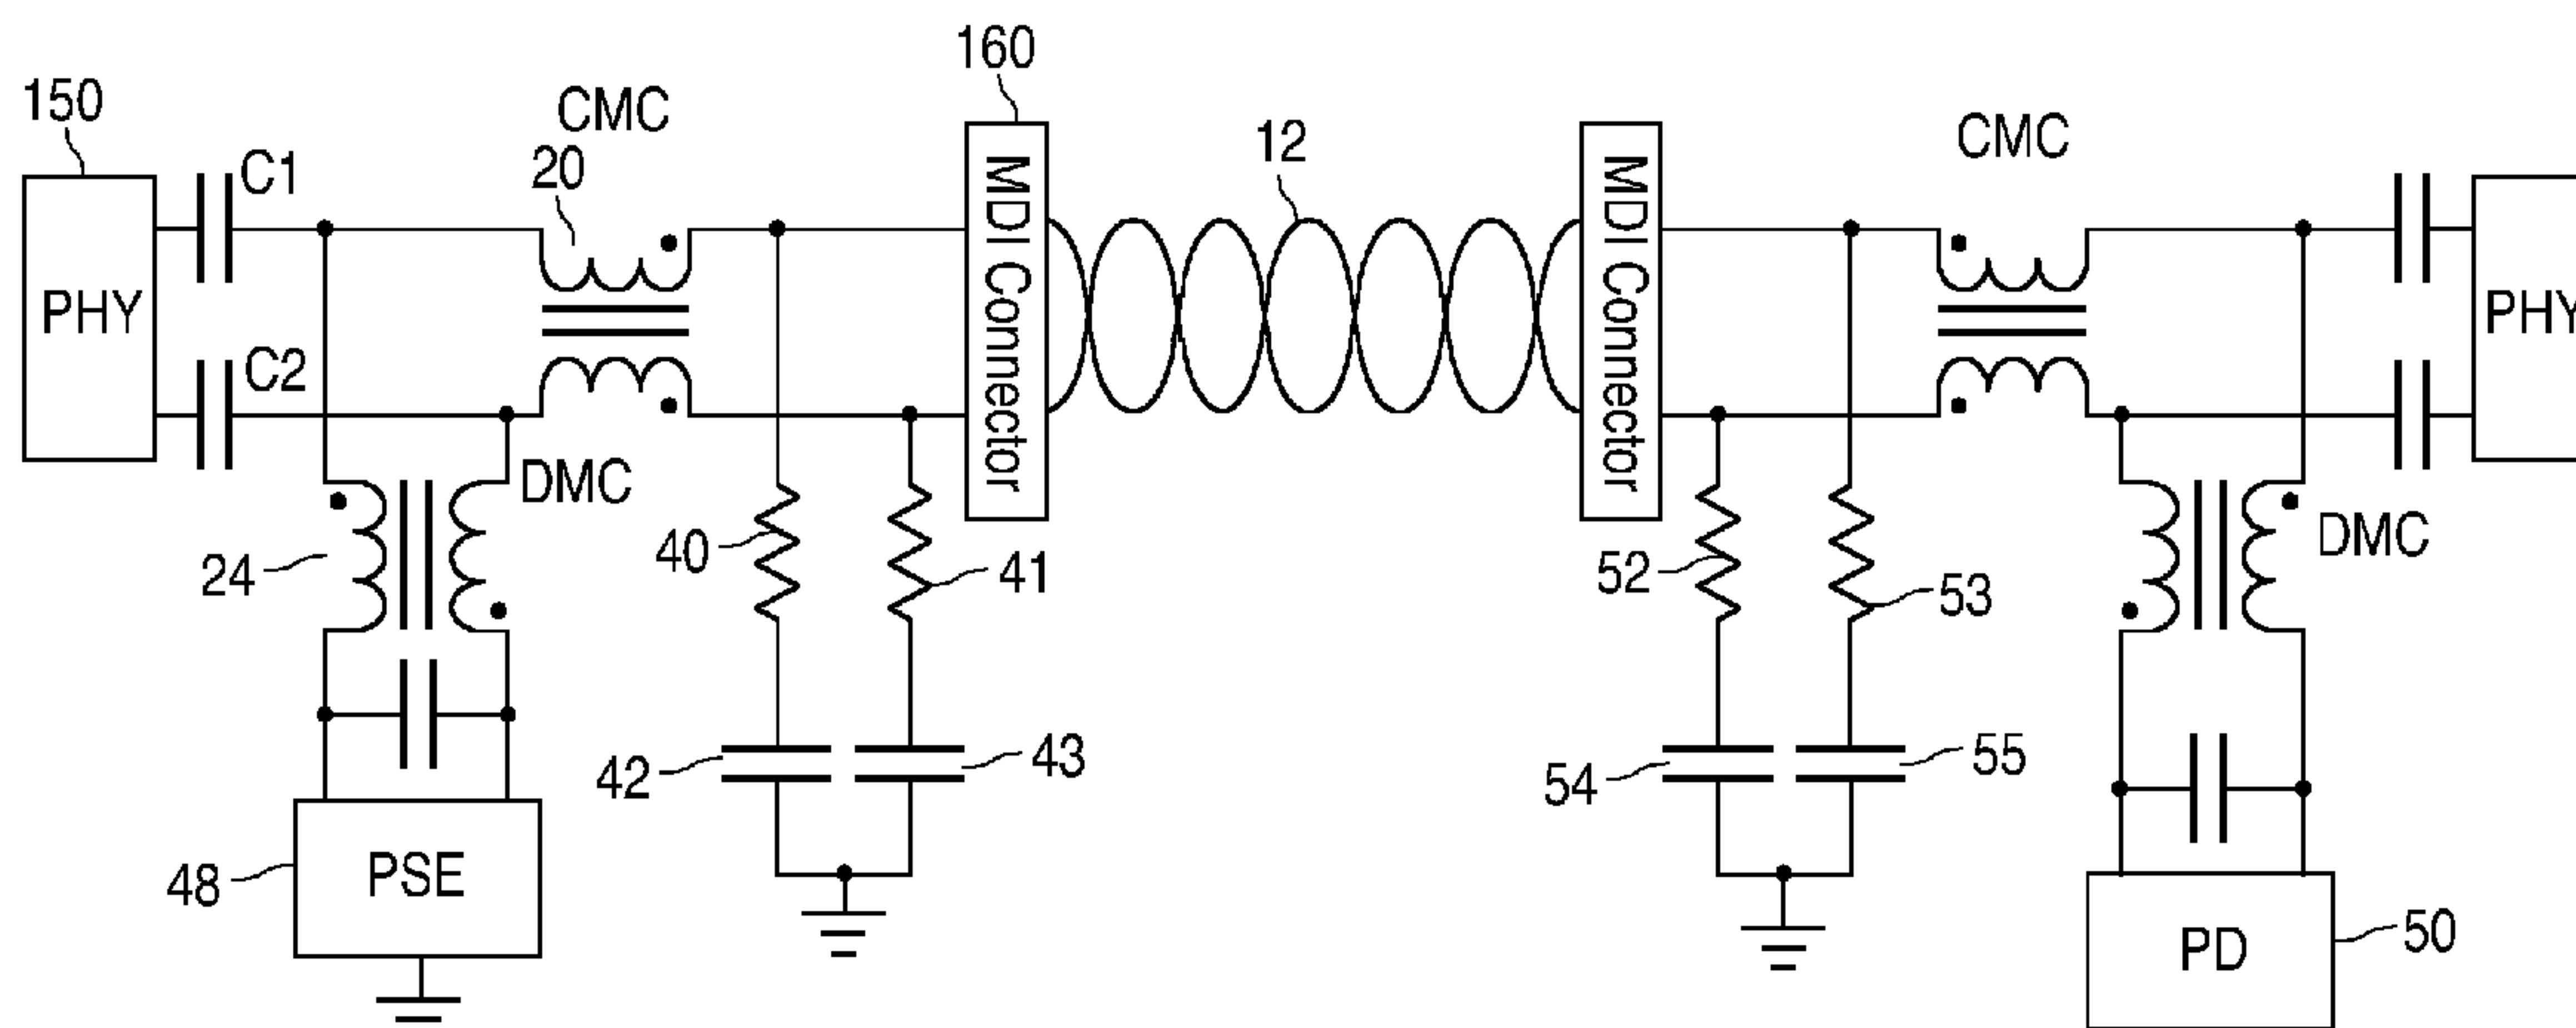 160
150
CMC
20
C1
12
CMC
PHY
MDI Connector
MDI Connector
PHY
C2
DMC
DMC
24
40
41
52
53
42
43
54
55
48
PSE
PD
50